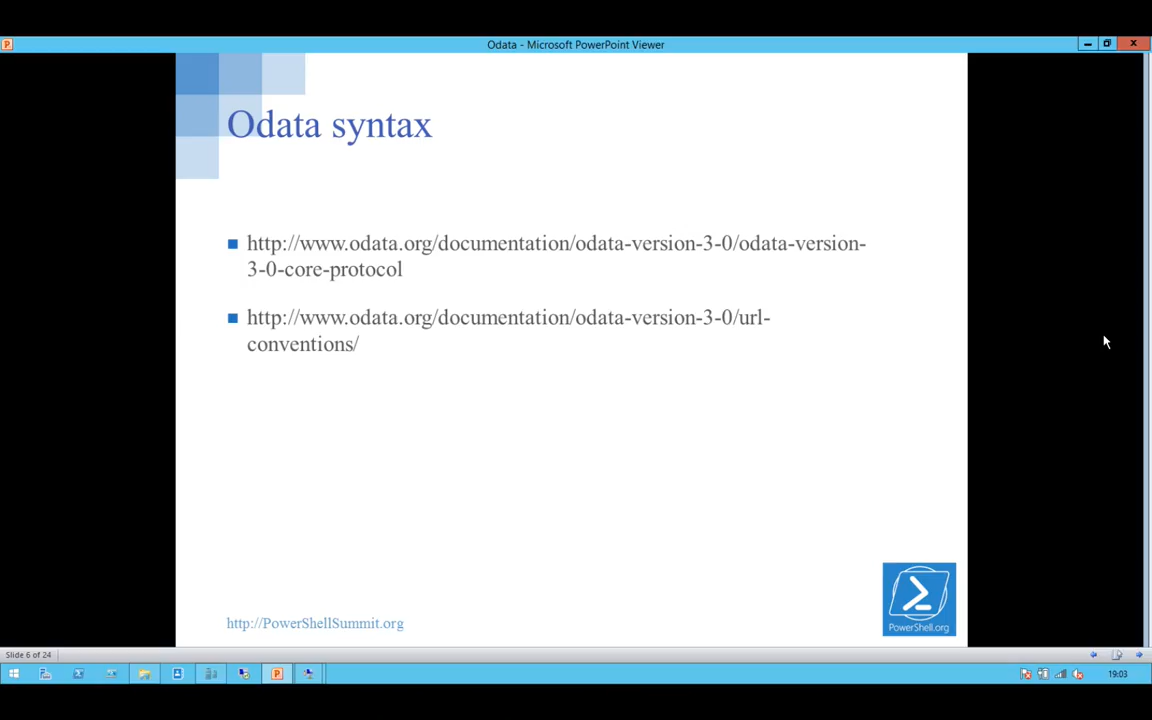 Odata - Microsoft PowerPoint Viewer
Odata syntax
http://www.odata.org/documentation/odata-version-3-0/odata-version-
3-0-core-protocol
http://www.odata.org/documentation/odata-version-3-0/url-
conventions/
http://PowerShellSummit.org
PowerShell.org
Slide 6 of 24
19:03